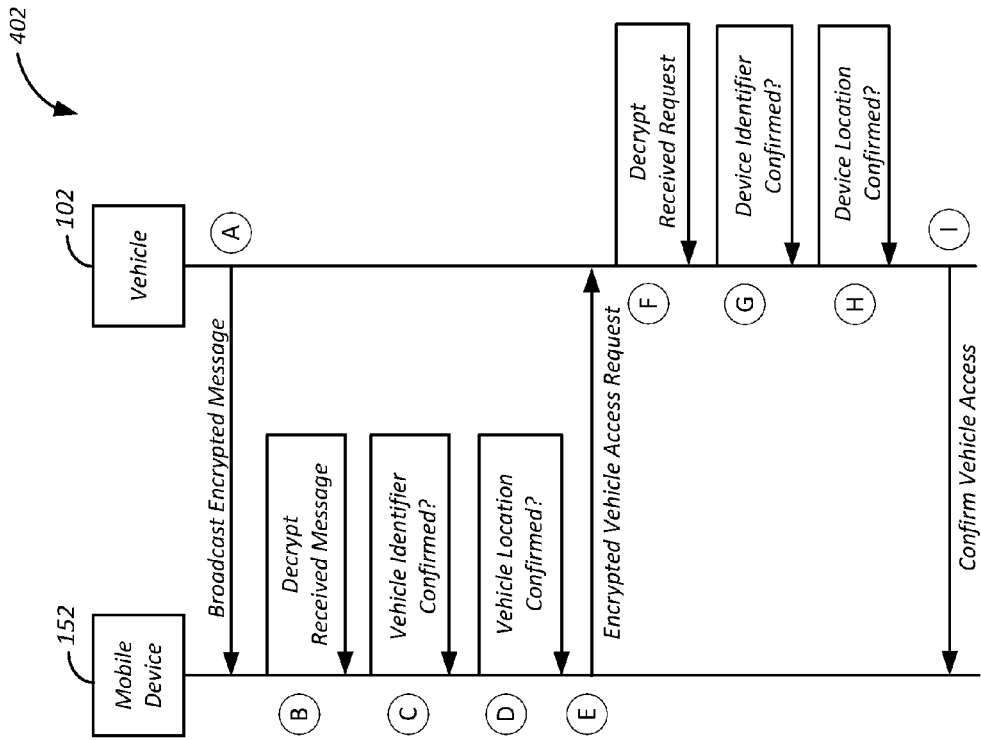 402
152
102
Mobile
Device
Vehicle
A
Broadcast Encrypted Message
B
Decrypt
Received Message
C
Vehicle Identifier
Confirmed?
D
Vehicle Location
Confirmed?
E
Encrypted Vehicle Access Request
F
Decrypt
Received Request
G
Device Identifier
Confirmed?
H
Device Location
Confirmed?
I
Confirm Vehicle Access